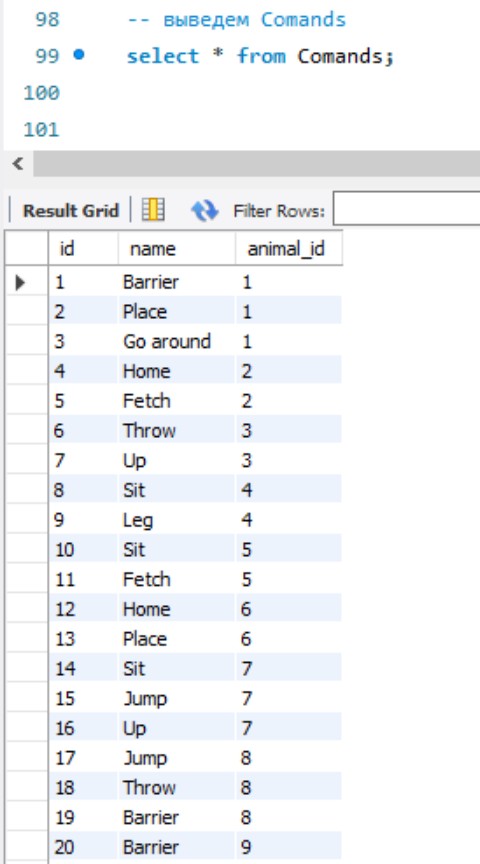 98 -- выведем Comands
99 select * from Comands;
100
101
Result Grid Filter Rows:
id name animal_id
1 Barrier 1
2 Place 1
3 Go around 1
4 Home 2
5 Fetch 2
6 Throw 3
7 Up 3
8 Sit 4
9 Leg 4
10 Sit 5
11 Fetch 5
12 Home 6
13 Place 6
14 Sit 7
15 Jump 7
16 Up 7
17 Jump 8
18 Throw 8
19 Barrier 8
20 Barrier 9